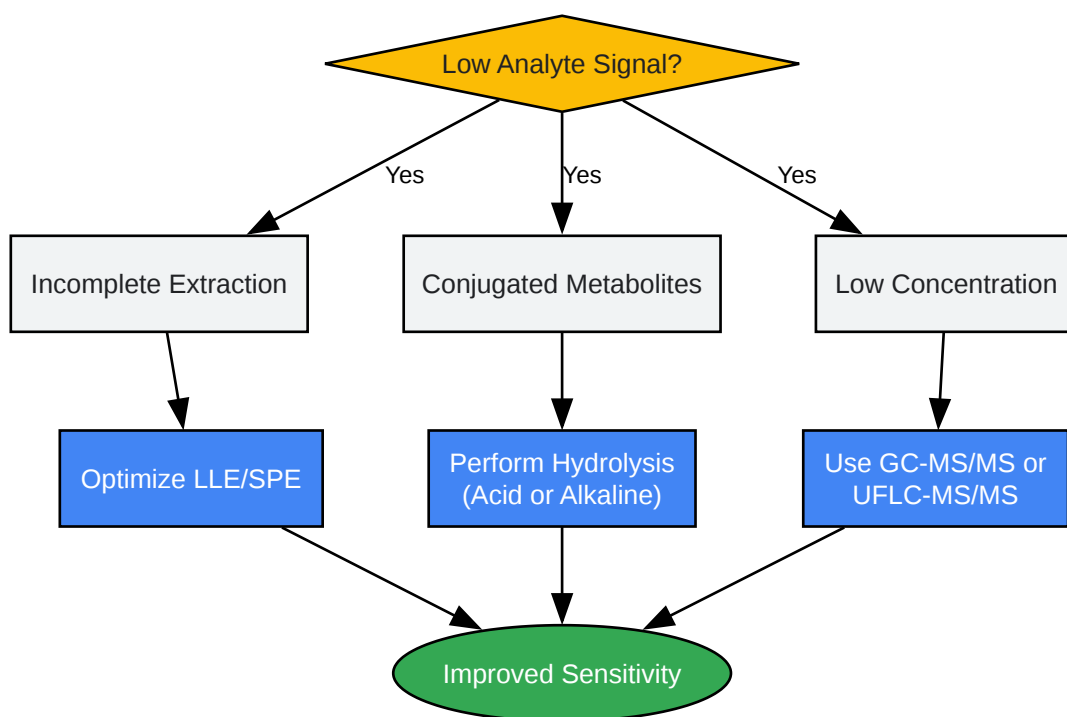 Low Analyte Signal?
Yes
Yes
Yes
Incomplete Extraction
Conjugated Metabolites
Low Concentration
Optimize LLE/SPE
Perform Hydrolysis
(Acid or Alkaline)
Use GC-MS/MS or
UFLC-MS/MS
Improved Sensitivity